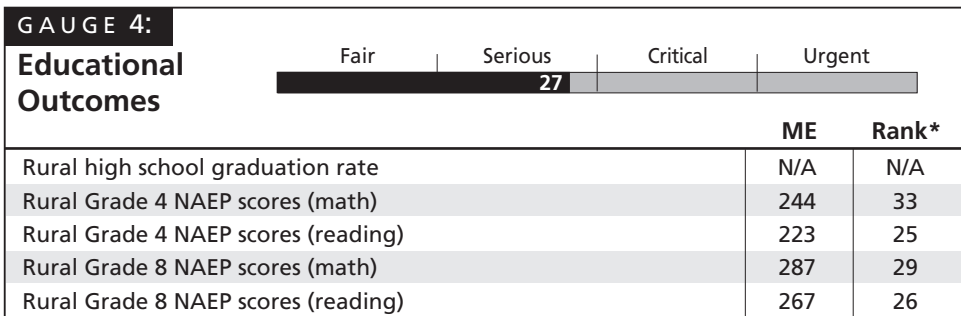 GAUGE 4:
Educational
Outcomes
Fair Serious Critical Urgent
27
ME Rank*
Rural high school graduation rate N/A N/A
Rural Grade 4 NAEP scores (math) 244 33
Rural Grade 4 NAEP scores (reading) 223 25
Rural Grade 8 NAEP scores (math) 287 29
Rural Grade 8 NAEP scores (reading) 267 26